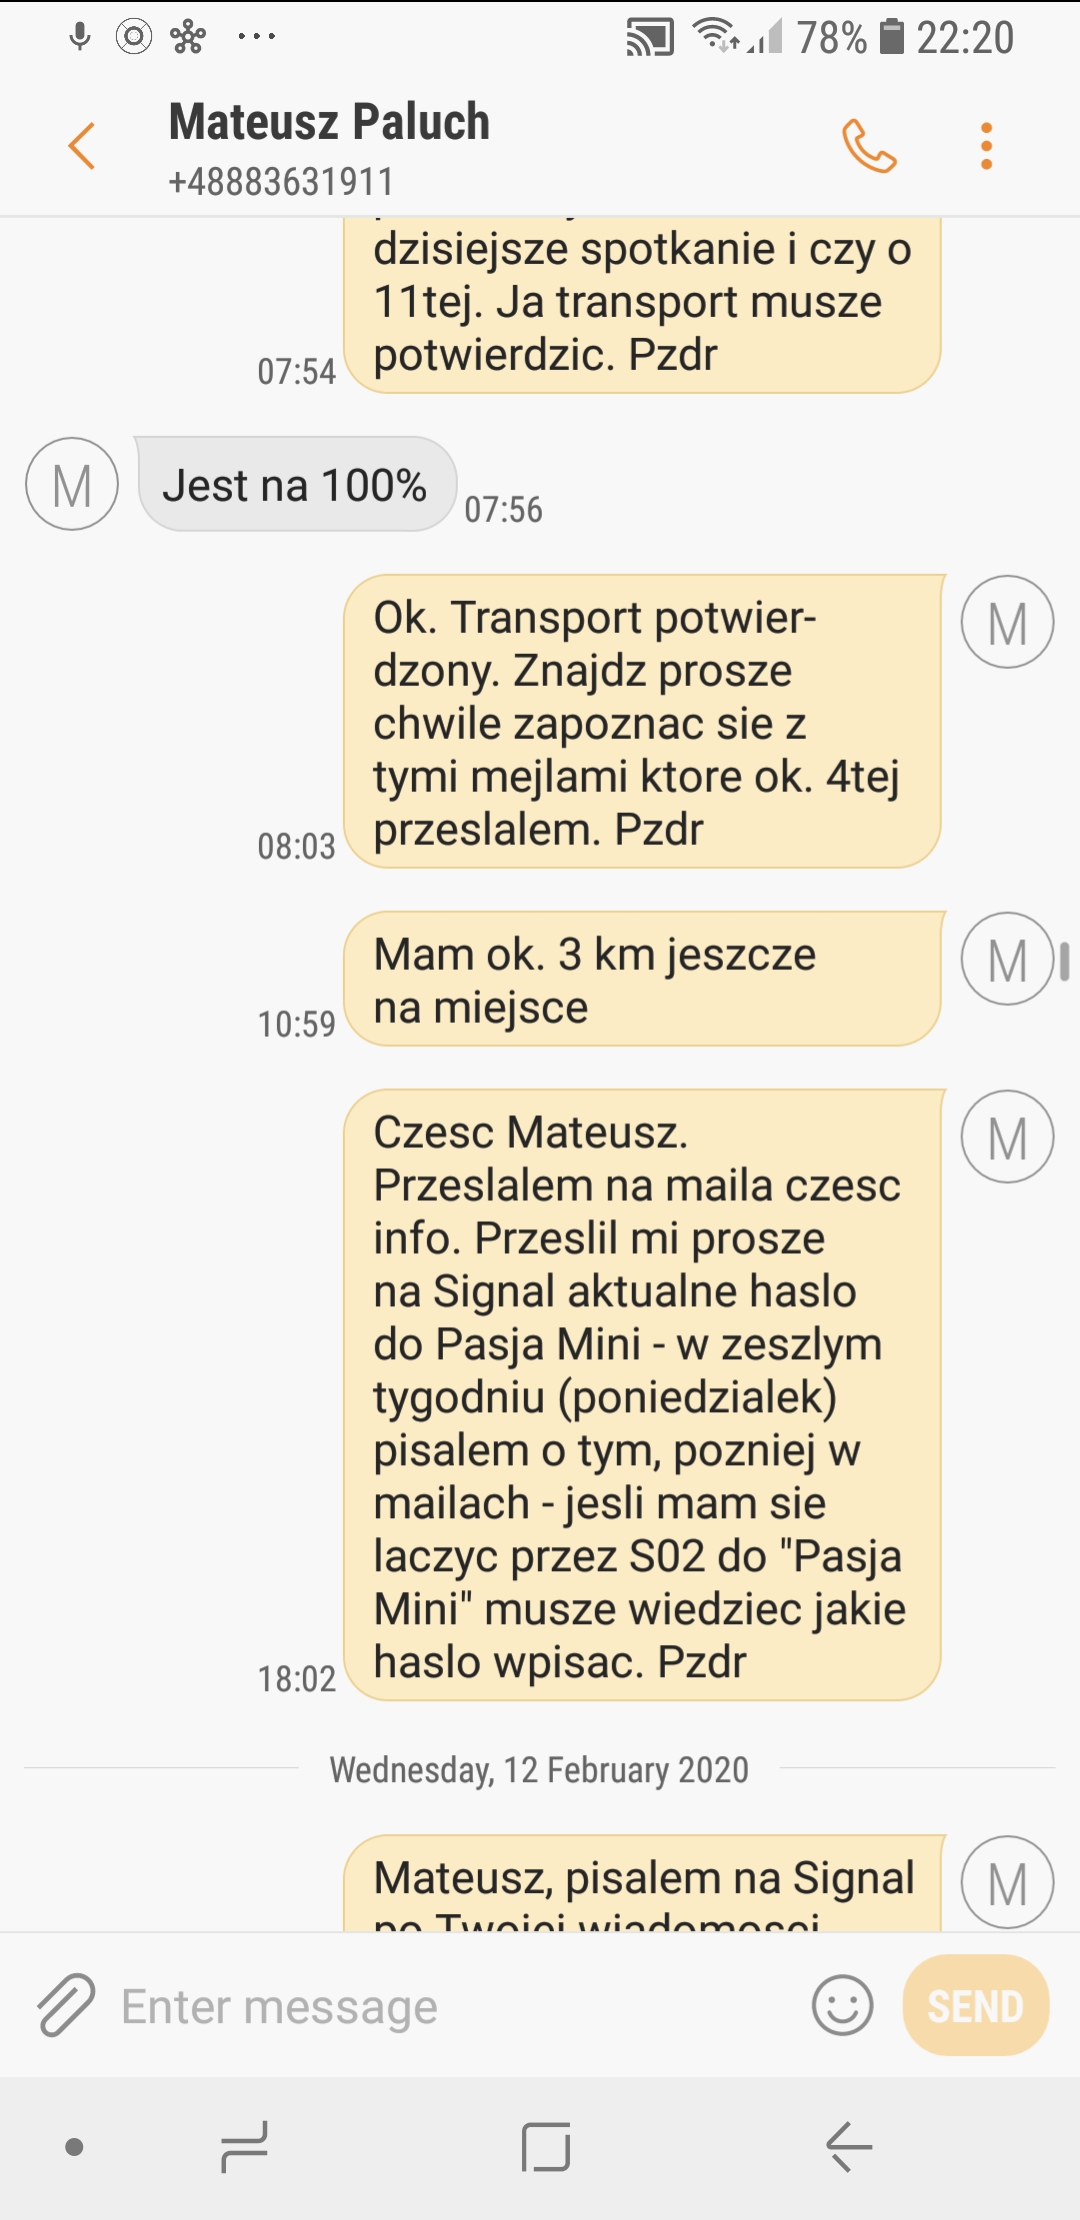 78% 22:20
Mateusz Paluch
+48883631911
dzisiejsze spotkanie i czy o
11tej. Ja transport musze
potwierdzic. Pzdr
07:54
M
Jest na 100%
07:56
Ok. Transport potwier-
dzony. Znajdz prosze
chwile zapoznac sie z
tymi mejlami ktore ok. 4tej
przeslalem. Pzdr
08:03
M
Mam ok. 3 km jeszcze
na miejsce
10:59
M
Czesc Mateusz.
Przeslalem na maila czesc
info. Przeslil mi prosze
na Signal aktualne haslo
do Pasja Mini - w zeszlym
tygodniu (poniedzialek)
pisalem o tym, pozniej w
mailach - jesli mam sie
laczyc przez S02 do "Pasja
Mini" musze wiedziec jakie
haslo wpisac. Pzdr
18:02
M
Wednesday, 12 February 2020
Mateusz, pisalem na Signal
po Twojej wiadomosci
M
Enter message
SEND